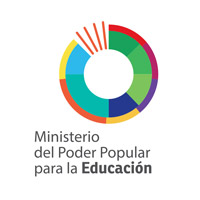 Ministerio
del Poder Popular
para la Educación